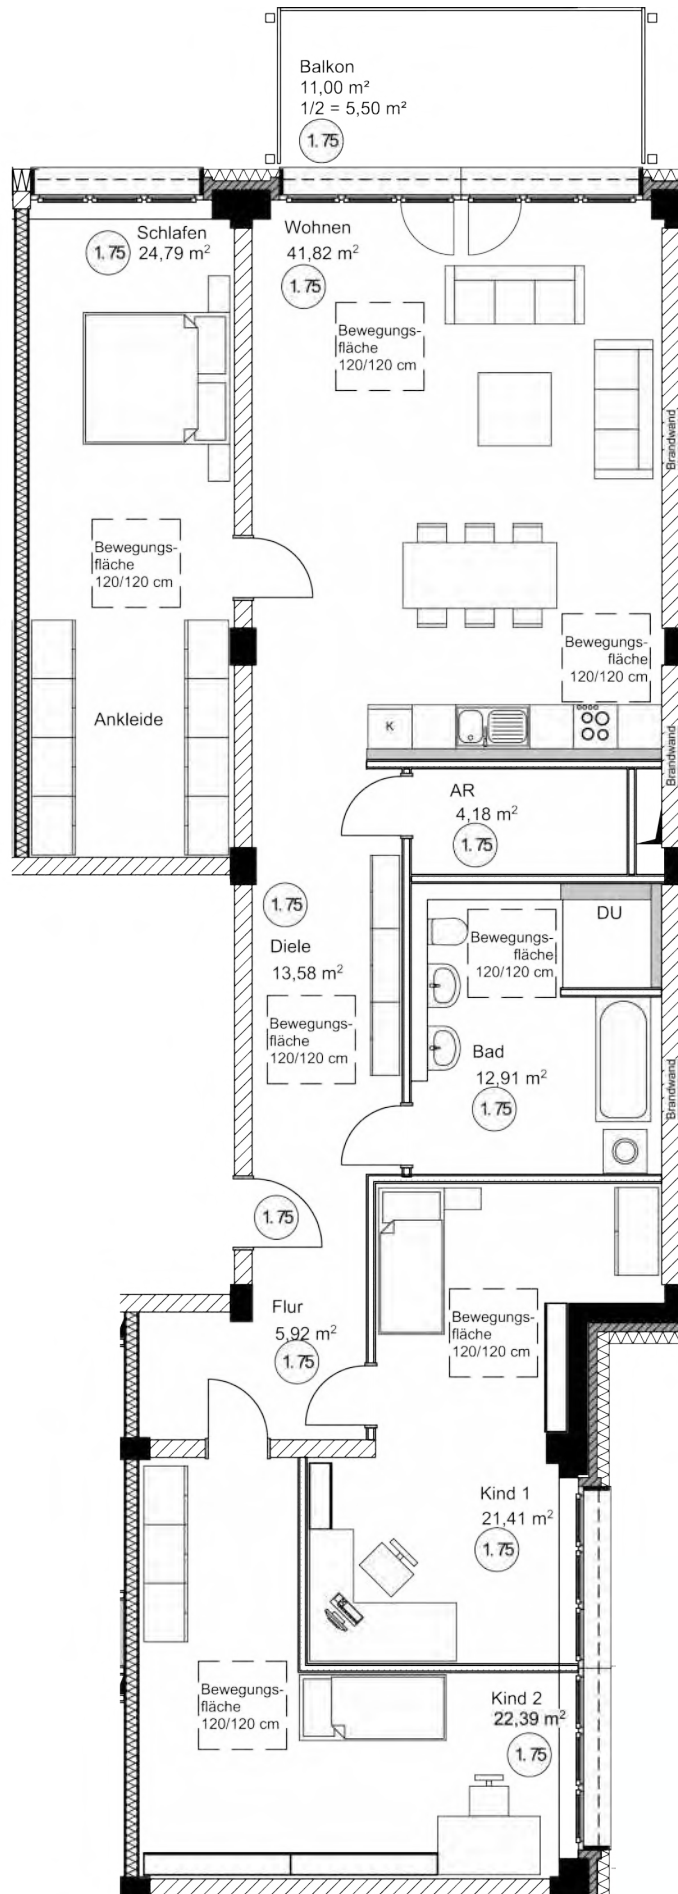 Balkon
11,00 m²
1/2 = 5,50 m²
1.75
Schlafen
24,79 m²
1.75
Wohnen
41,82 m²
1.75
Bewegungs-
fläche
120/120 cm
Brandwand
Bewegungs-
fläche
120/120 cm
Bewegungs-
fläche
120/120 cm
Ankleide
K
Brandwand
AR
4,18 m²
1.75
1.75
Diele
13,58 m²
DU
Bewegungs-
fläche
120/120 cm
Bewegungs-
fläche
120/120 cm
Bad
12,91 m²
1.75
Brandwand
1.75
Flur
5,92 m²
1.75
Bewegungs-
fläche
120/120 cm
Kind 1
21,41 m²
1.75
Bewegungs-
fläche
120/120 cm
Kind 2
22,39 m²
1.75